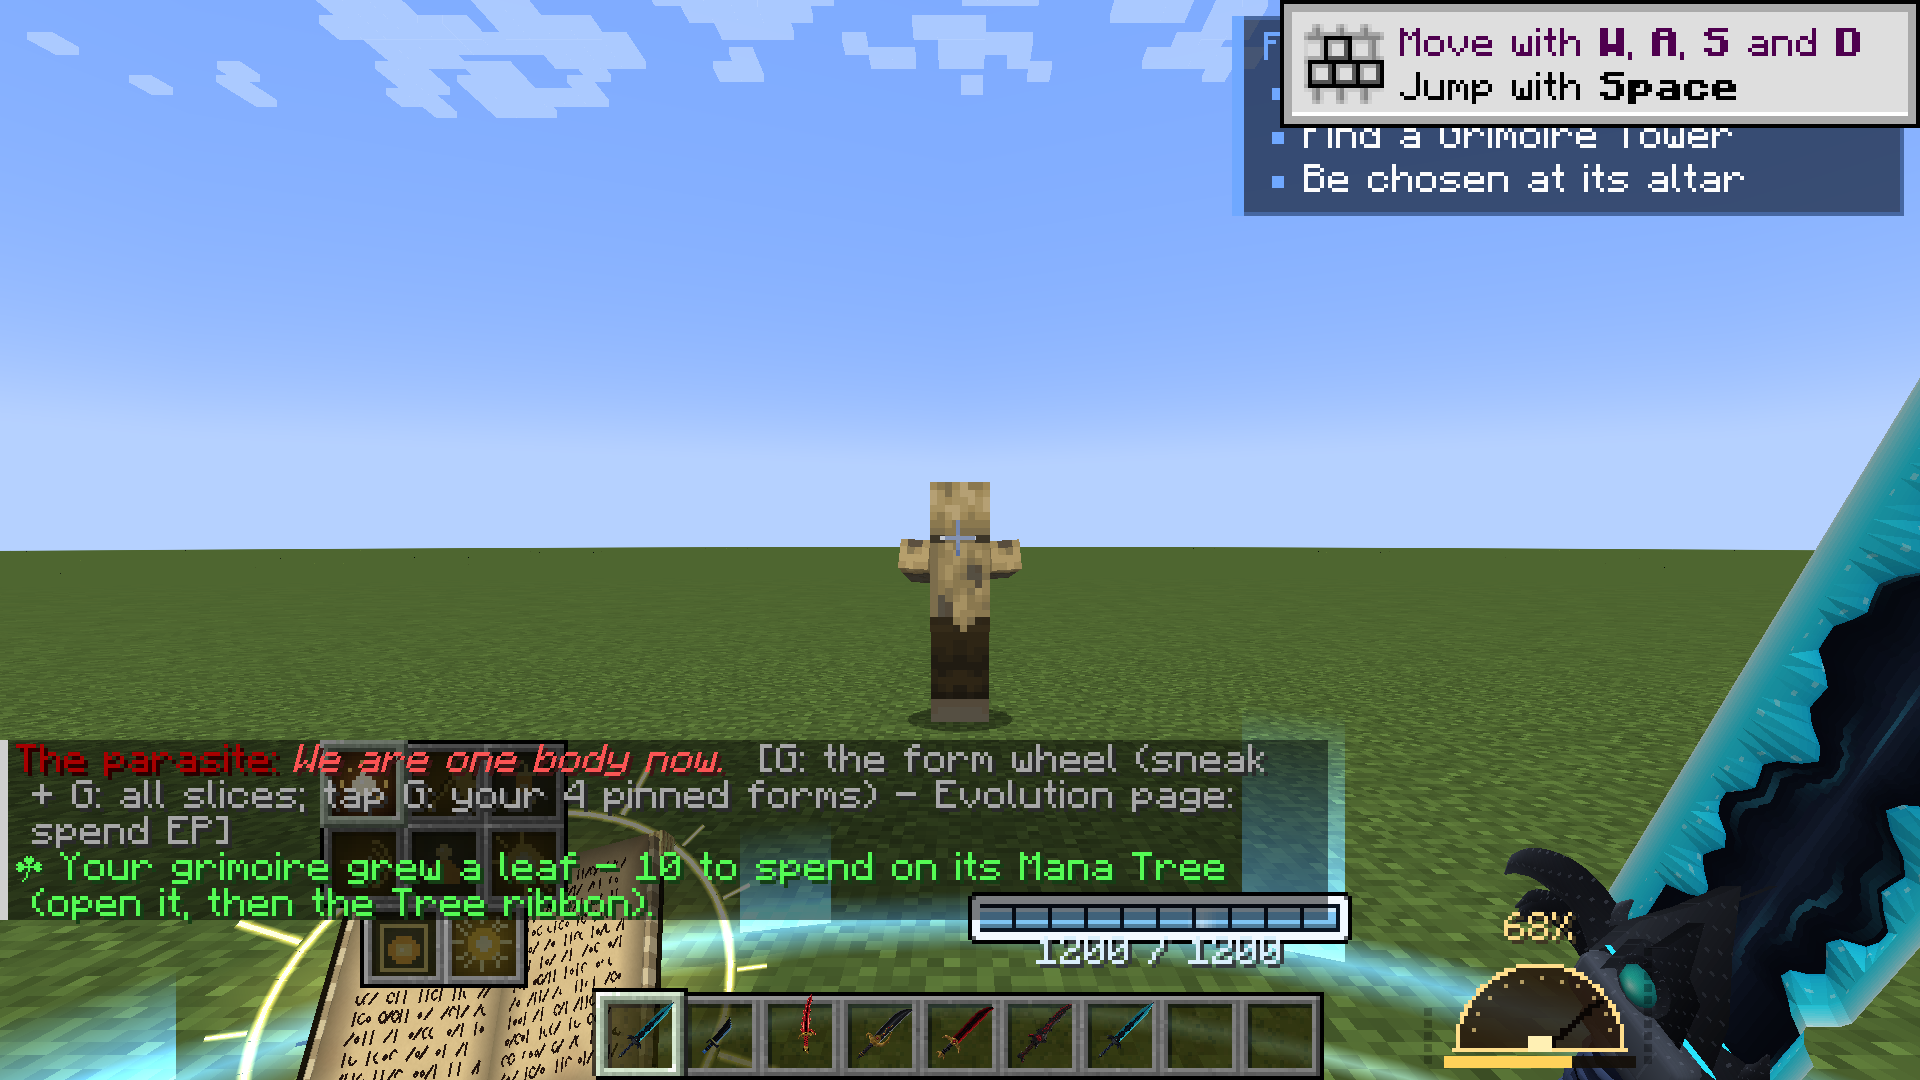 Move with W, A, S and D
Jump with Space
Find a Grimoire Tower
Be chosen at its altar
The parasite: We are one body now. [G: the form wheel (sneak
+ G: all slices; tap G: your 4 pinned forms) – Evolution page:
spend EP]
☘ Your grimoire grew a leaf – 10 to spend on its Mana Tree
(open it, then the Tree ribbon).
68%
1200 / 1200